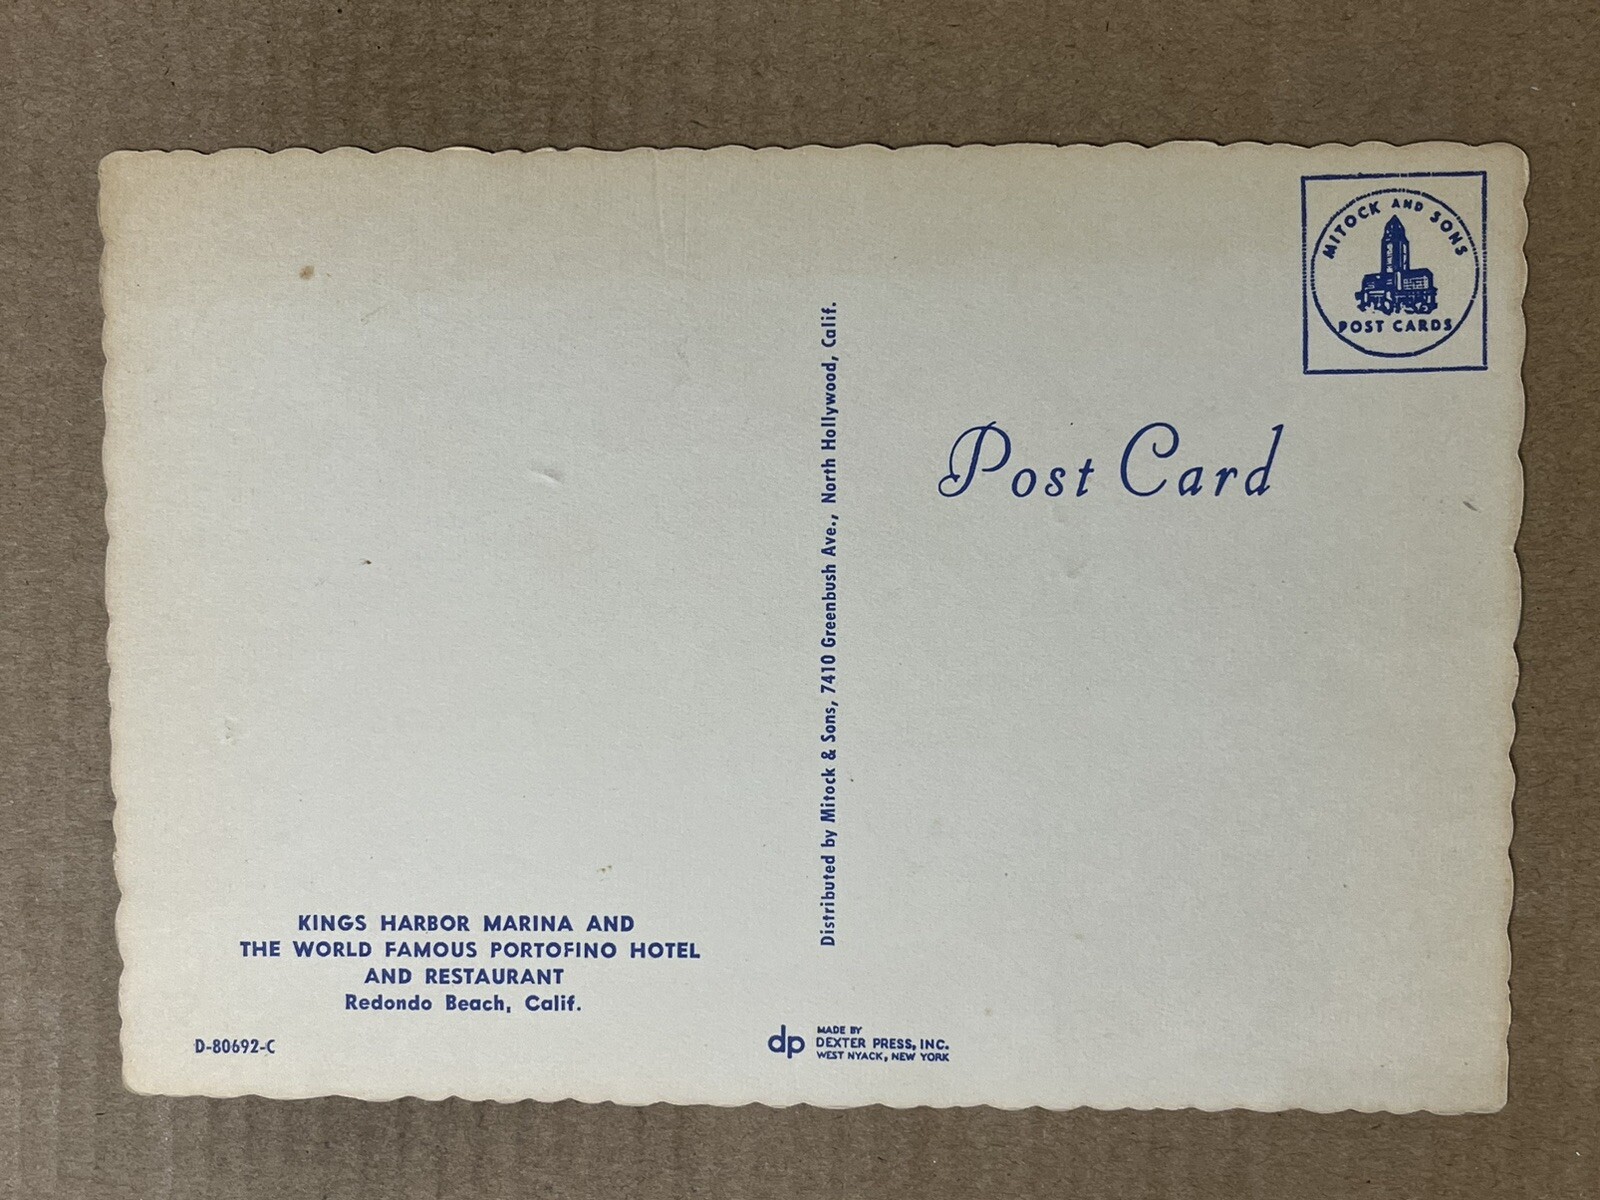 MITOCK AND SONS
POST CARDS
Post Card
Distributed by Mitock & Sons, 7410 Greenbush Ave., North Hollywood, Calif.
KINGS HARBOR MARINA AND
THE WORLD FAMOUS PORTOFINO HOTEL
AND RESTAURANT
Redondo Beach, Calif.
D-80692-C
dp
MADE BY
DEXTER PRESS, INC.
WEST NYACK, NEW YORK